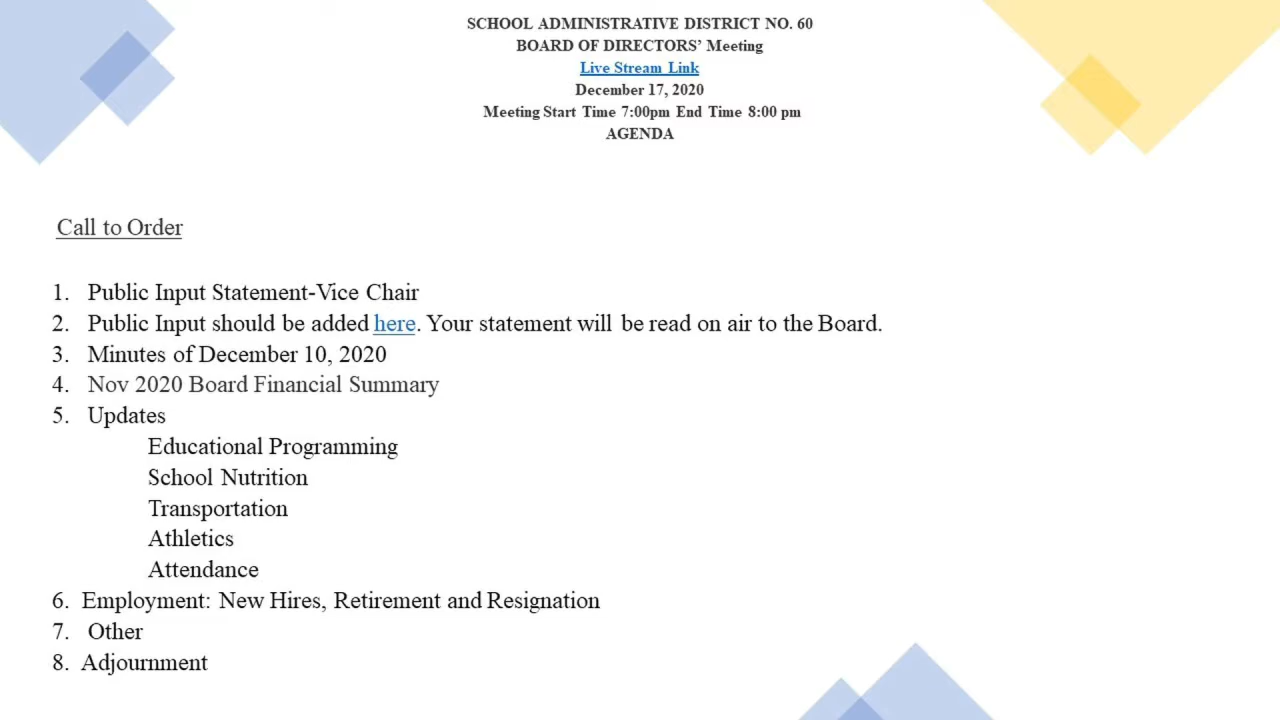 SCHOOL ADMINISTRATIVE DISTRICT NO. 60
BOARD OF DIRECTORS’ Meeting
Live Stream Link
December 17, 2020
Meeting Start Time 7:00pm End Time 8:00 pm
AGENDA
Call to Order
1. Public Input Statement-Vice Chair
2. Public Input should be added here. Your statement will be read on air to the Board.
3. Minutes of December 10, 2020
4. Nov 2020 Board Financial Summary
5. Updates
Educational Programming
School Nutrition
Transportation
Athletics
Attendance
6. Employment: New Hires, Retirement and Resignation
7. Other
8. Adjournment